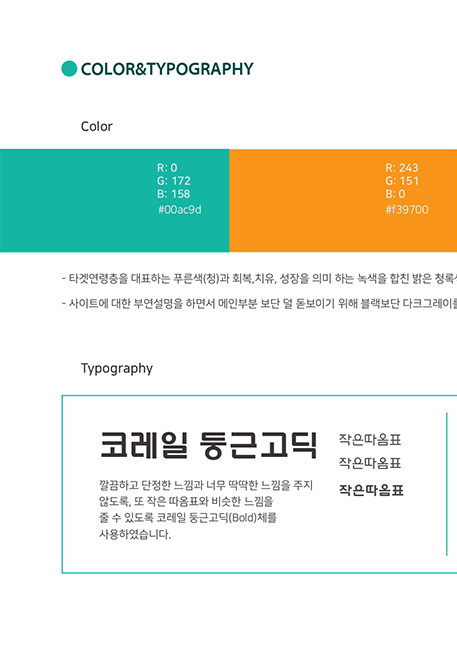 COLOR&TYPOGRAPHY
Color
R: 0
G: 172
B: 158
#00ac9d
R: 243
G: 151
B: 0
#f39700
- 타겟연령층을 대표하는 푸른색(청)과 회복,치유, 성장을 의미 하는 녹색을 합친 밝은
- 사이트에 대한 부연설명을 하면서 메인부분 보단 덜 돋보이기 위해 블랙보단 다크그레이를
Typography
코레일 둥근고딕
깔끔하고 단정한 느낌과 너무 딱딱한 느낌을 주지
않도록, 또 작은 따옴표와 비슷한 느낌을
줄 수 있도록 코레일 둥근고딕(Bold)체를
사용하였습니다.
작은따옴표
작은따옴표
작은따옴표